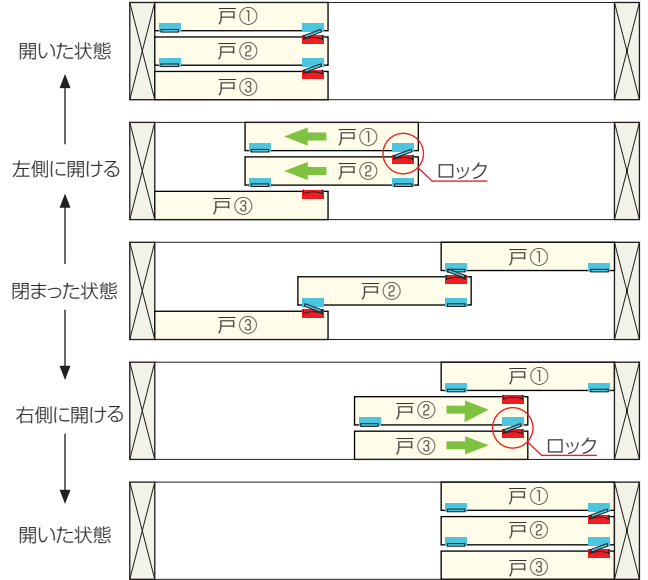 戸①
開いた状態
戸②
戸③
戸①
左側に開ける
戸②
ロック
戸③
戸①
閉まった状態
戸②
戸③
戸①
右側に開ける
戸②
戸③
ロック
戸①
開いた状態
戸②
戸③